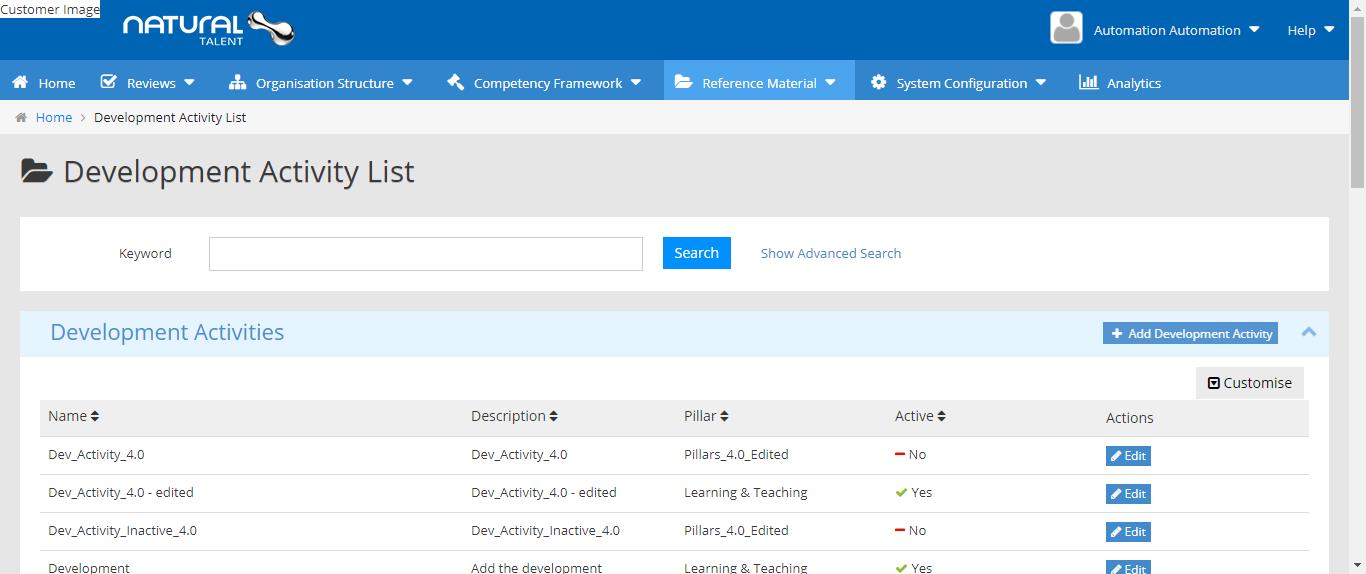 Customer Image
NATURAL
TALENT
Automation Automation Help
Home Reviews Organisation Structure Competency Framework Reference Material System Configuration Analytics
Home > Development Activity List
Development Activity List
Keyword Search Show Advanced Search
Development Activities + Add Development Activity
Customise
Name Description Pillar Active Actions
Dev_Activity_4.0 Dev_Activity_4.0 Pillars_4.0_Edited No Edit
Dev_Activity_4.0 - edited Dev_Activity_4.0 - edited Learning & Teaching Yes Edit
Dev_Activity_Inactive_4.0 Dev_Activity_Inactive_4.0 Pillars_4.0_Edited No Edit
Development Add the development Learning & Teaching Yes Edit